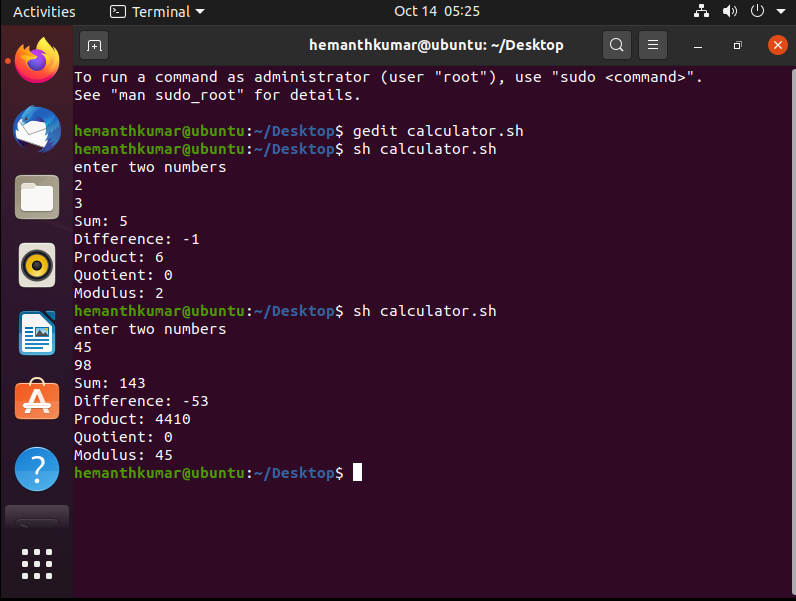 Activities Terminal Oct 14 05:25
hemanthkumar@ubuntu: ~/Desktop
To run a command as administrator (user "root"), use "sudo <command>".
See "man sudo_root" for details.
hemanthkumar@ubuntu:~/Desktop$ gedit calculator.sh
hemanthkumar@ubuntu:~/Desktop$ sh calculator.sh
enter two numbers
2
3
Sum: 5
Difference: -1
Product: 6
Quotient: 0
Modulus: 2
hemanthkumar@ubuntu:~/Desktop$ sh calculator.sh
enter two numbers
45
98
Sum: 143
Difference: -53
Product: 4410
Quotient: 0
Modulus: 45
hemanthkumar@ubuntu:~/Desktop$